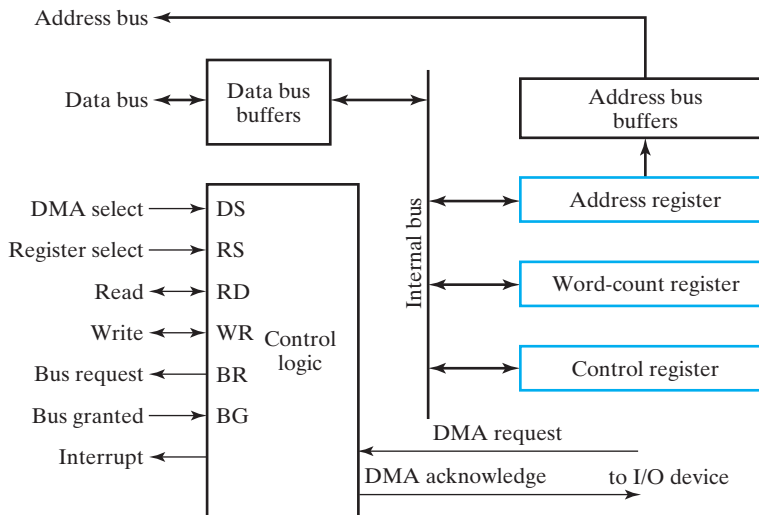 Address bus
Data bus
Data bus
buffers
Address bus
buffers
DMA select
DS
Address register
Register select
RS
Internal bus
Read
RD
Word-count register
Write
WR
Control
logic
Bus request
BR
Control register
Bus granted
BG
DMA request
Interrupt
DMA acknowledge
to I/O device